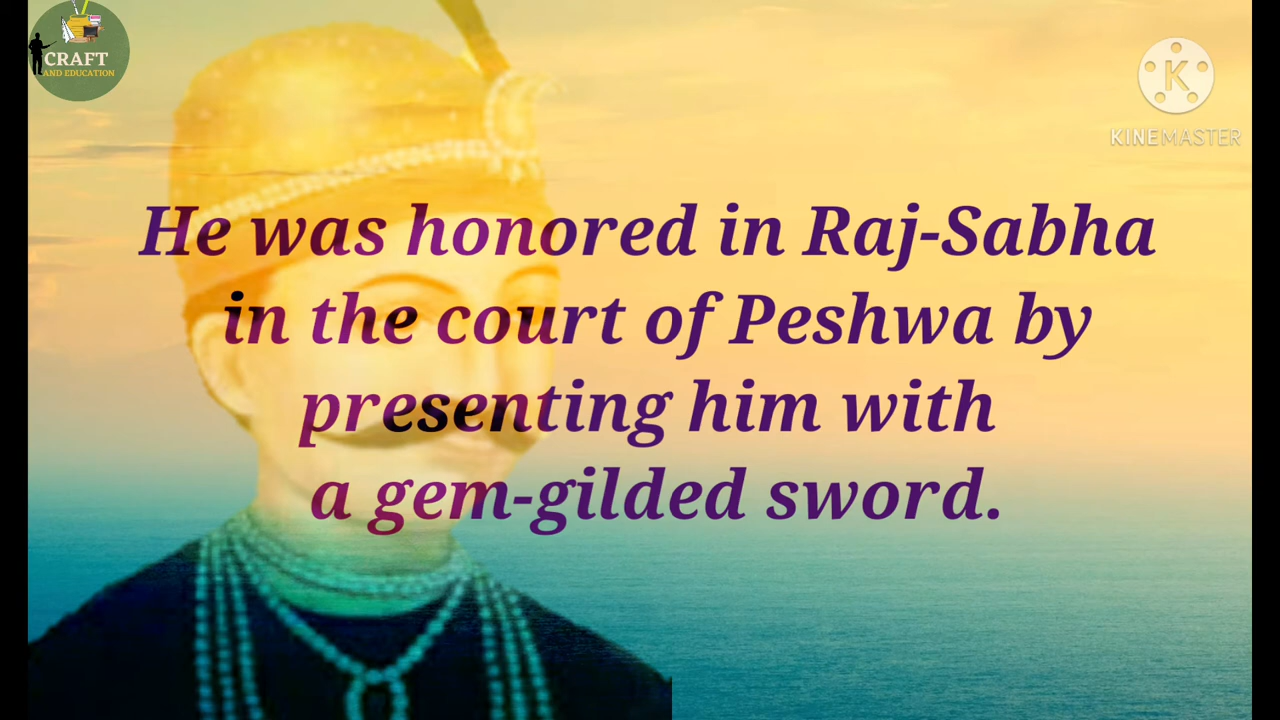 CRAFT
AND EDUCATION
K
KINEMASTER
He was honored in Raj-Sabha
in the court of Peshwa by
presenting him with
a gem-gilded sword.